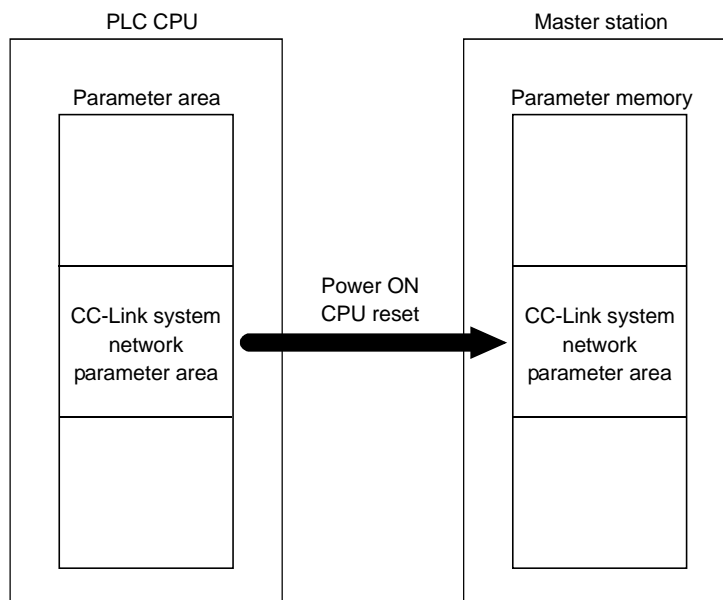 PLC CPU
Master station
Parameter area
Parameter memory
CC-Link system
network
parameter area
Power ON
CPU reset
CC-Link system
network
parameter area